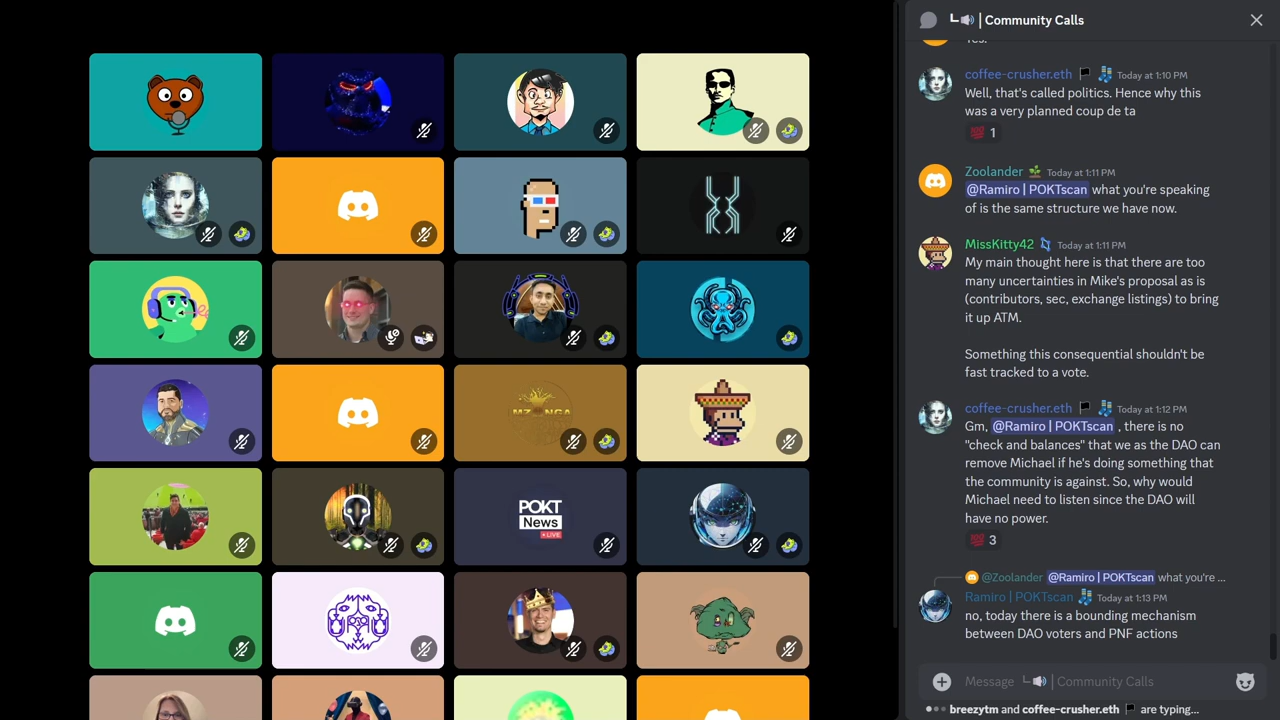 ┗🔊 | Community Calls
Yes.
coffee-crusher.eth Today at 1:10 PM
Well, that's called politics. Hence why this
was a very planned coup de ta
💯 1
Zoolander Today at 1:11 PM
@Ramiro | POKTscan what you're speaking
of is the same structure we have now.
MissKitty42 Today at 1:11 PM
My main thought here is that there are too
many uncertainties in Mike's proposal as is
(contributors, sec, exchange listings) to bring
it up ATM.
Something this consequential shouldn't be
fast tracked to a vote.
coffee-crusher.eth Today at 1:12 PM
Gm, @Ramiro | POKTscan , there is no
"check and balances" that we as the DAO can
remove Michael if he's doing something that
the community is against. So, why would
Michael need to listen since the DAO will
have no power.
💯 3
@Zoolander @Ramiro | POKTscan what you're ...
Ramiro | POKTscan Today at 1:13 PM
no, today there is a bounding mechanism
between DAO voters and PNF actions
Message ┗🔊 | Community Calls
breezytm and coffee-crusher.eth are typing...
MZONGA
POKT
News
LIVE